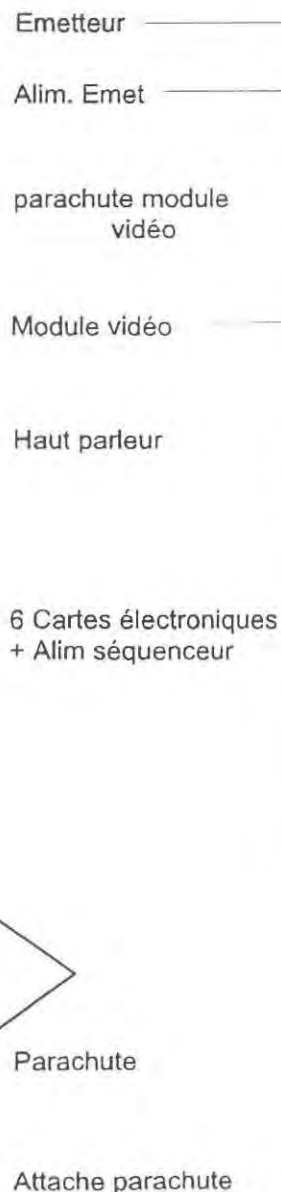 Emetteur
Alim. Emet
parachute module
vidéo
Module vidéo
Haut parleur
6 Cartes électroniques
+ Alim séquenceur
Parachute
Attache parachute